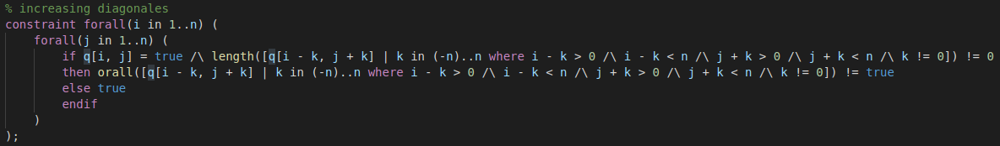 % increasing diagonales
constraint forall(i in 1..n) (
    forall(j in 1..n) (
        if q[i, j] = true /\ length([q[i - k, j + k] | k in (-n)..n where i - k > 0 /\ i - k < n /\ j + k > 0 /\ j + k < n /\ k != 0]) != 0
        then orall([q[i - k, j + k] | k in (-n)..n where i - k > 0 /\ i - k < n /\ j + k > 0 /\ j + k < n /\ k != 0]) != true
        else true
        endif
    )
);